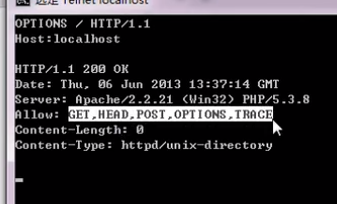 Telnet localhost
OPTIONS / HTTP/1.1
Host:localhost
HTTP/1.1 200 OK
Date: Thu, 06 Jun 2013 13:37:14 GMT
Server: Apache/2.2.21 (Win32) PHP/5.3.8
Allow: GET,HEAD,POST,OPTIONS,TRACE
Content-Length: 0
Content-Type: httpd/unix-directory